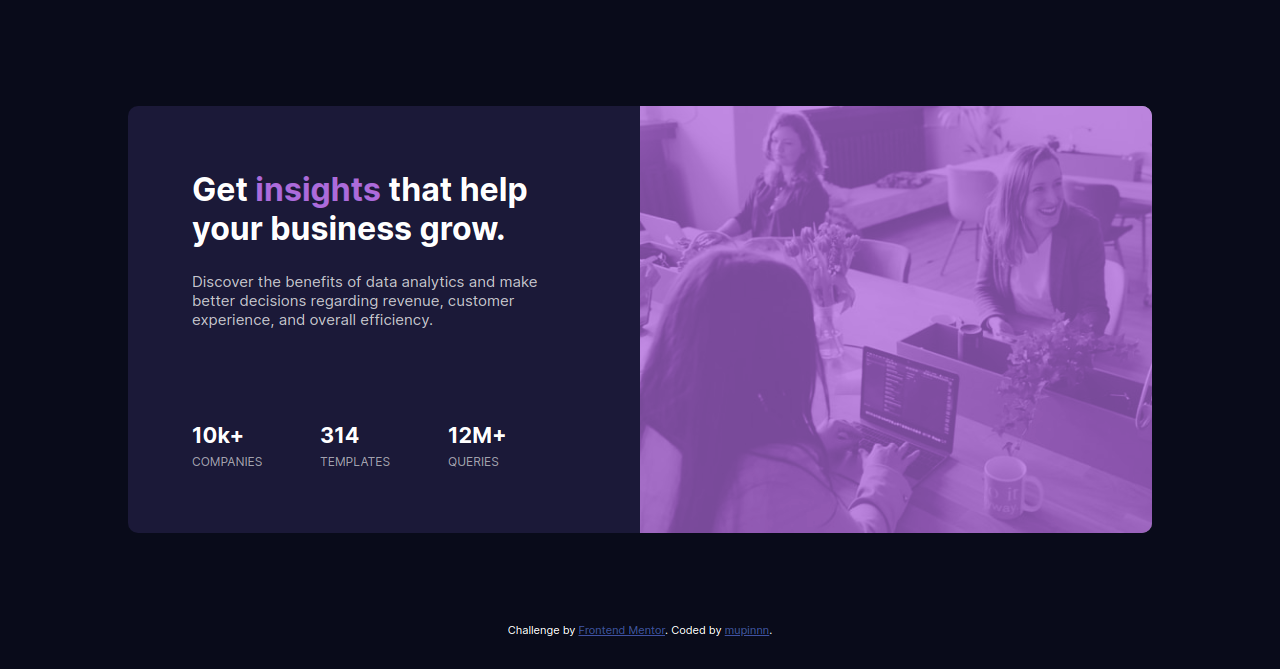 Get insights that help
your business grow.
Discover the benefits of data analytics and make
better decisions regarding revenue, customer
experience, and overall efficiency.
10k+ 314 12M+
COMPANIES TEMPLATES QUERIES
Challenge by Frontend Mentor. Coded by mupinnn.